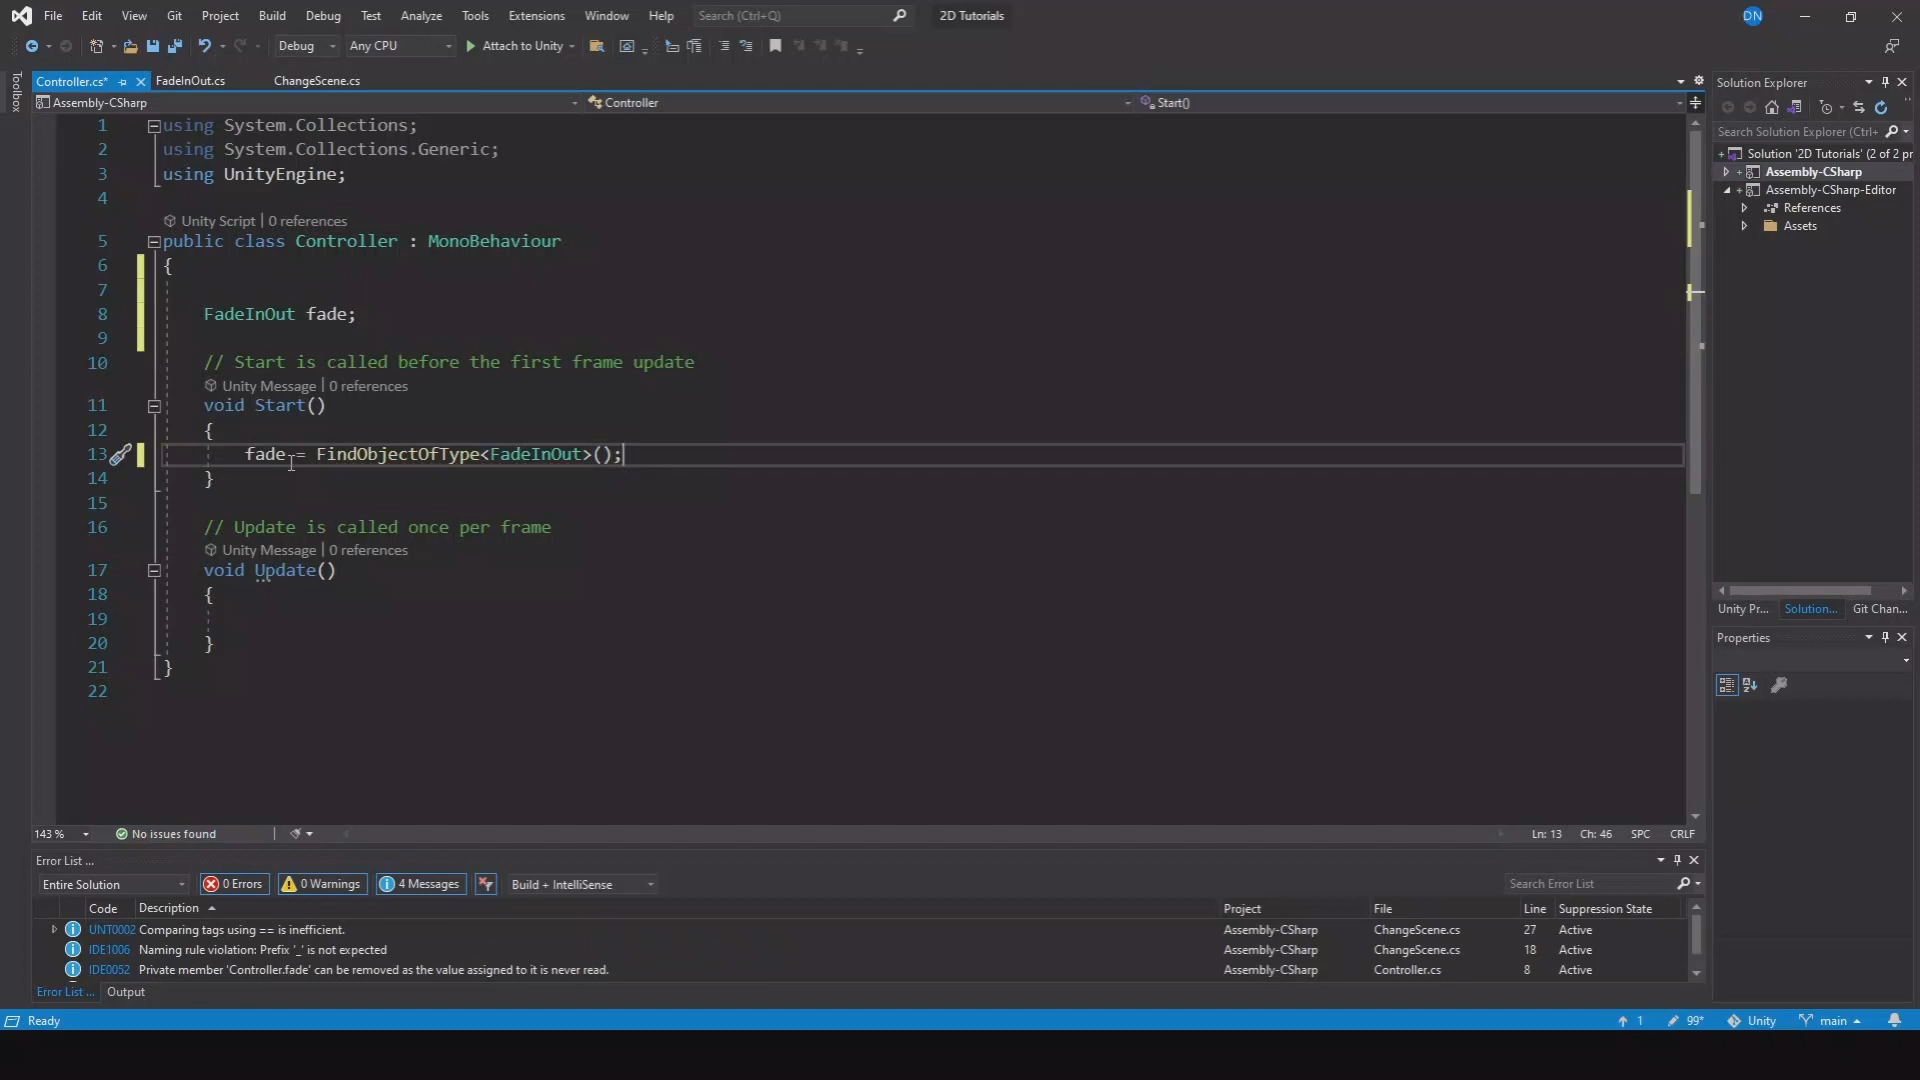 File Edit View Git Project Build Debug Test Analyze Tools Extensions Window Help Search (Ctrl+Q) 2D Tutorials DN
Debug Any CPU Attach to Unity
Toolbox
Controller.cs* FadeInOut.cs ChangeScene.cs
Assembly-CSharp Controller Start()
1 using System.Collections;
2 using System.Collections.Generic;
3 using UnityEngine;
4
Unity Script | 0 references
5 public class Controller : MonoBehaviour
6 {
7
8 FadeInOut fade;
9
10 // Start is called before the first frame update
Unity Message | 0 references
11 void Start()
12 {
13 fade = FindObjectOfType<FadeInOut>();
14 }
15
16 // Update is called once per frame
Unity Message | 0 references
17 void Update()
18 {
19
20 }
21 }
22
143 % No issues found Ln: 13 Ch: 46 SPC CRLF
Error List ...
Entire Solution 0 Errors 0 Warnings 4 Messages Build + IntelliSense Search Error List
Code Description Project File Line Suppression State
UNT0002 Comparing tags using == is inefficient. Assembly-CSharp ChangeScene.cs 27 Active
IDE1006 Naming rule violation: Prefix '_' is not expected Assembly-CSharp ChangeScene.cs 18 Active
IDE0052 Private member 'Controller.fade' can be removed as the value assigned to it is never read. Assembly-CSharp Controller.cs 8 Active
Error List ... Output
Solution Explorer
Search Solution Explorer (Ctrl+
Solution '2D Tutorials' (2 of 2 pr
Assembly-CSharp
Assembly-CSharp-Editor
References
Assets
Unity Pr... Solution... Git Chan...
Properties
Ready 1 99* Unity main